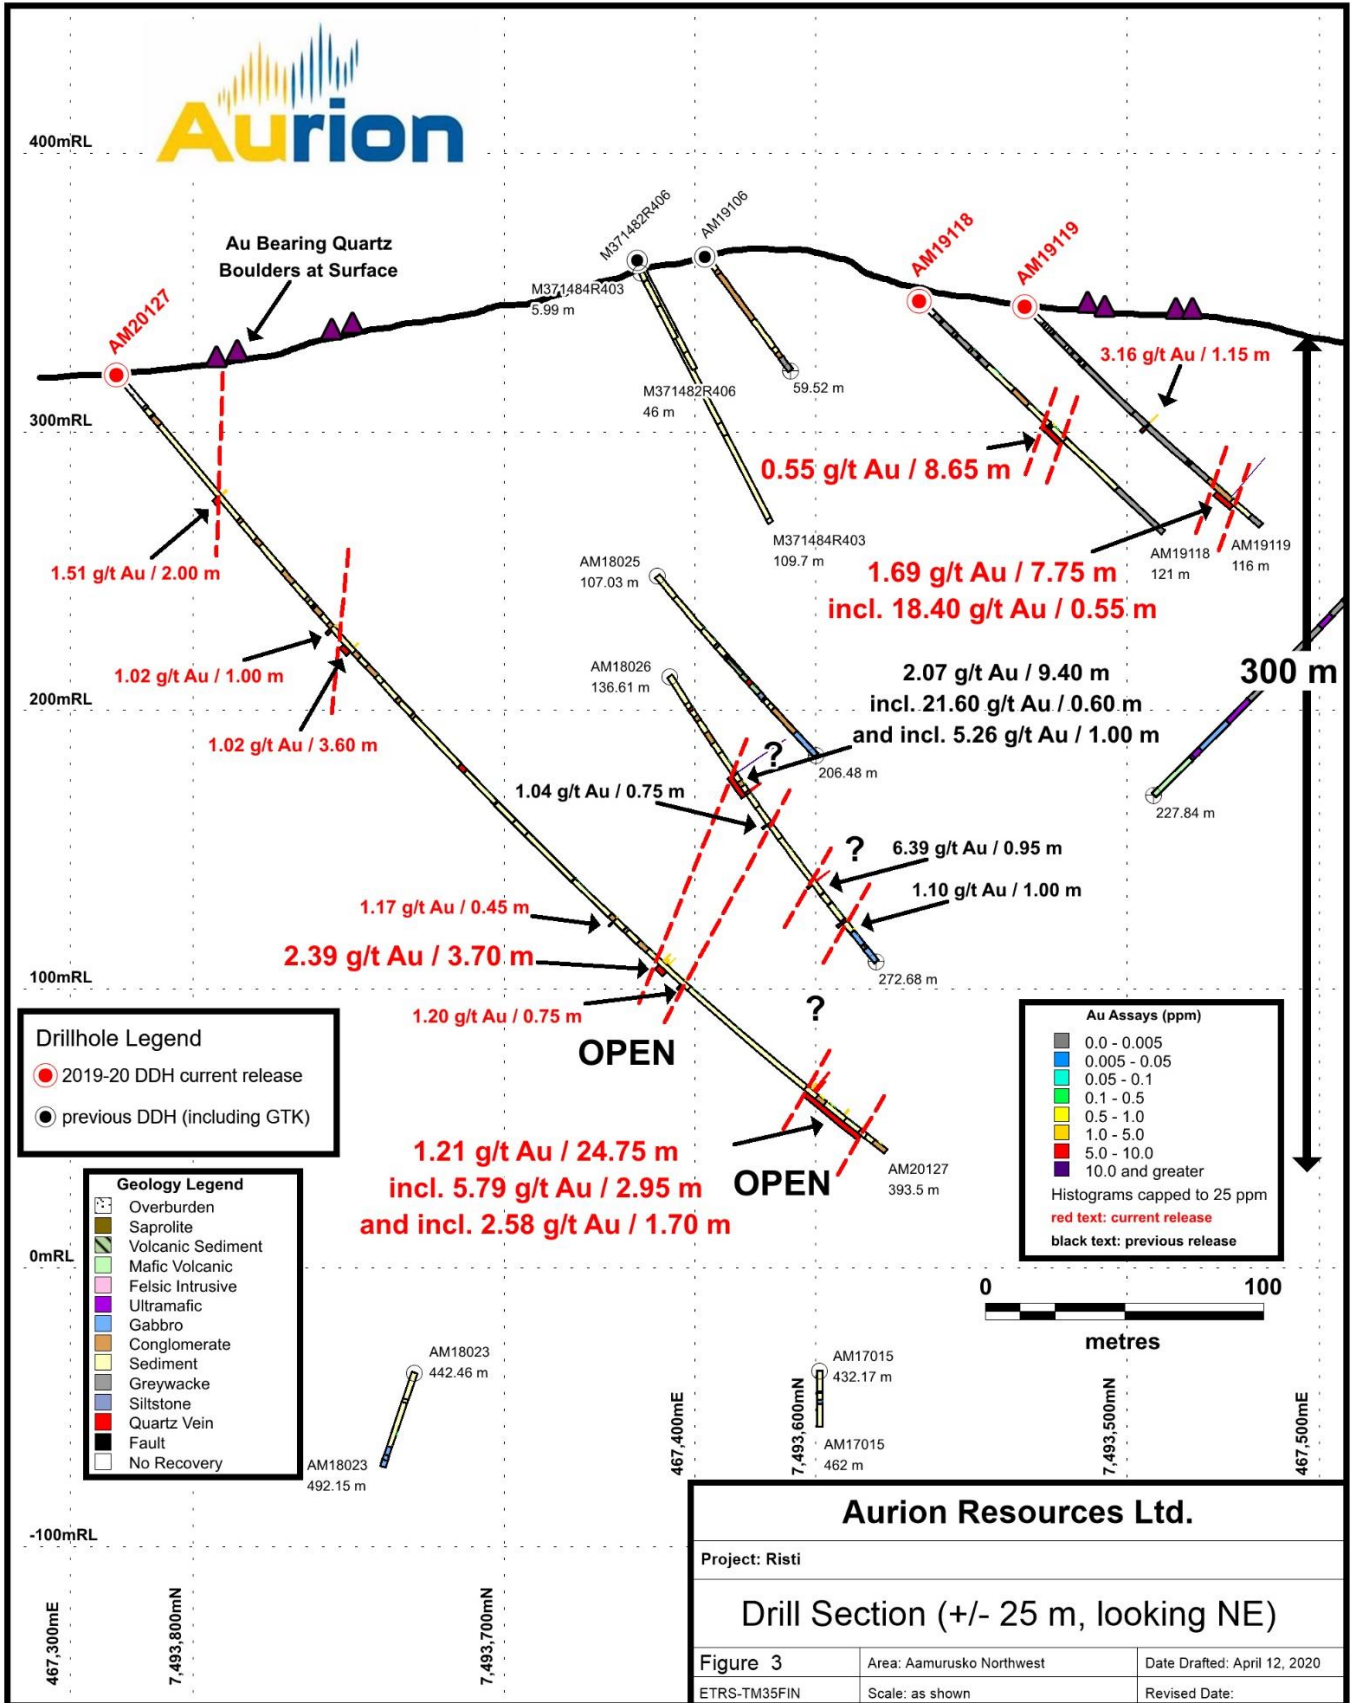 Aurion
400mRL
300mRL
200mRL
100mRL
0mRL
-100mRL
Au Bearing Quartz
Boulders at Surface
AM20127
M371482R406
AM19106
AM19118
AM19119
M371484R403
5.99 m
M371482R406
46 m
59.52 m
M371484R403
109.7 m
3.16 g/t Au / 1.15 m
0.55 g/t Au / 8.65 m
AM19118
121 m
AM19119
116 m
1.69 g/t Au / 7.75 m
incl. 18.40 g/t Au / 0.55 m
1.51 g/t Au / 2.00 m
1.02 g/t Au / 1.00 m
1.02 g/t Au / 3.60 m
AM18025
107.03 m
AM18026
136.61 m
206.48 m
2.07 g/t Au / 9.40 m
incl. 21.60 g/t Au / 0.60 m
and incl. 5.26 g/t Au / 1.00 m
300 m
227.84 m
?
1.04 g/t Au / 0.75 m
?
6.39 g/t Au / 0.95 m
1.10 g/t Au / 1.00 m
272.68 m
1.17 g/t Au / 0.45 m
2.39 g/t Au / 3.70 m
1.20 g/t Au / 0.75 m
OPEN
?
1.21 g/t Au / 24.75 m
incl. 5.79 g/t Au / 2.95 m
and incl. 2.58 g/t Au / 1.70 m
OPEN
AM20127
393.5 m
Drillhole Legend
2019-20 DDH current release
previous DDH (including GTK)
Geology Legend
Overburden
Saprolite
Volcanic Sediment
Mafic Volcanic
Felsic Intrusive
Ultramafic
Gabbro
Conglomerate
Sediment
Greywacke
Siltstone
Quartz Vein
Fault
No Recovery
Au Assays (ppm)
0.0 - 0.005
0.005 - 0.05
0.05 - 0.1
0.1 - 0.5
0.5 - 1.0
1.0 - 5.0
5.0 - 10.0
10.0 and greater
Histograms capped to 25 ppm
red text: current release
black text: previous release
0 100
metres
AM18023
442.46 m
AM18023
492.15 m
AM17015
432.17 m
AM17015
462 m
467,300mE
7,493,800mN
7,493,700mN
467,400mE
7,493,600mN
7,493,500mN
467,500mE
Aurion Resources Ltd.
Project: Risti
Drill Section (+/- 25 m, looking NE)
Figure 3
Area: Aamurusko Northwest
Date Drafted: April 12, 2020
ETRS-TM35FIN
Scale: as shown
Revised Date: